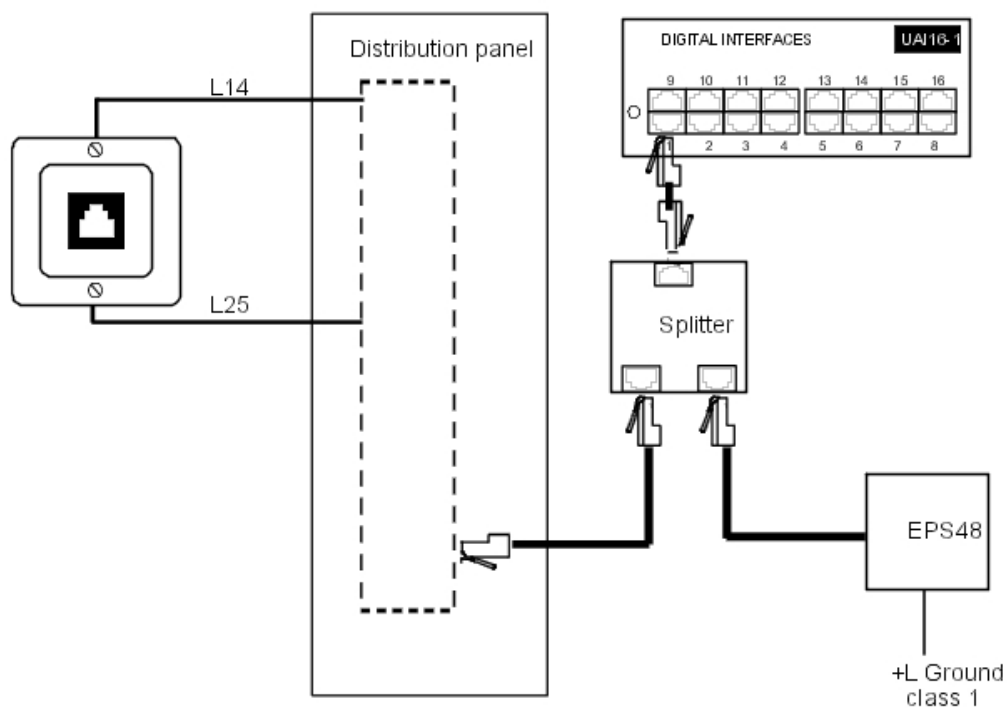 Distribution panel
DIGITAL INTERFACES
UAI16-1
9 10 11 12 13 14 15 16
1 2 3 4 5 6 7 8
L14
L25
Splitter
EPS48
+L Ground
class 1